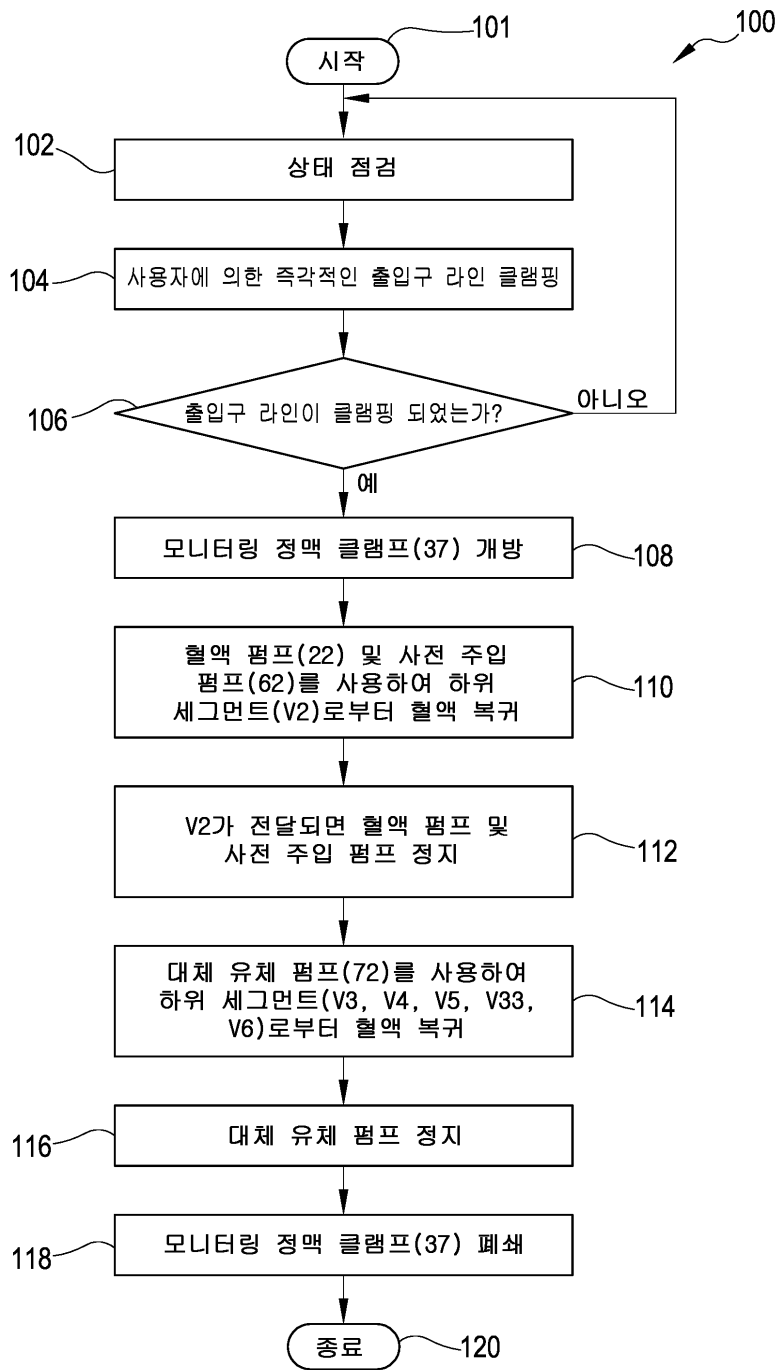 101
100
시작
102
상태 점검
104
사용자에 의한 즉각적인 출입구 라인 클램핑
106
출입구 라인이 클램핑 되었는가?
아니오
예
모니터링 정맥 클램프(37) 개방
108
혈액 펌프(22) 및 사전 주입
펌프(62)를 사용하여 하위
세그먼트(V2)로부터 혈액 복귀
110
V2가 전달되면 혈액 펌프 및
사전 주입 펌프 정지
112
대체 유체 펌프(72)를 사용하여
하위 세그먼트(V3, V4, V5, V33,
V6)로부터 혈액 복귀
114
116
대체 유체 펌프 정지
118
모니터링 정맥 클램프(37) 폐쇄
종료
120